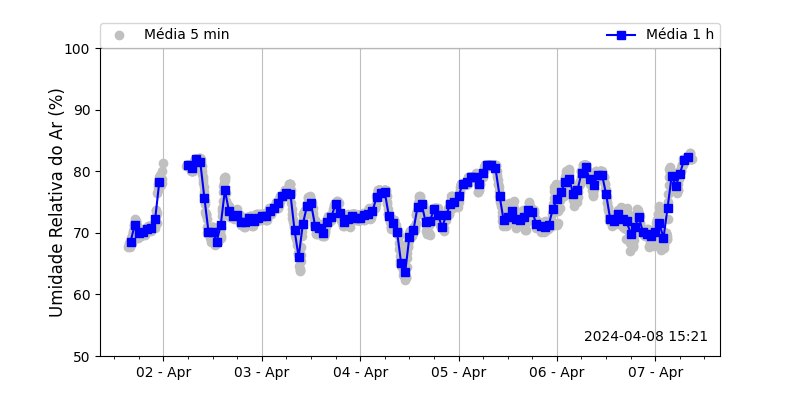 Média 5 min
Média 1 h
Umidade Relativa do Ar (%)
100
90
80
70
60
50
2024-04-08 15:21
02 - Apr
03 - Apr
04 - Apr
05 - Apr
06 - Apr
07 - Apr